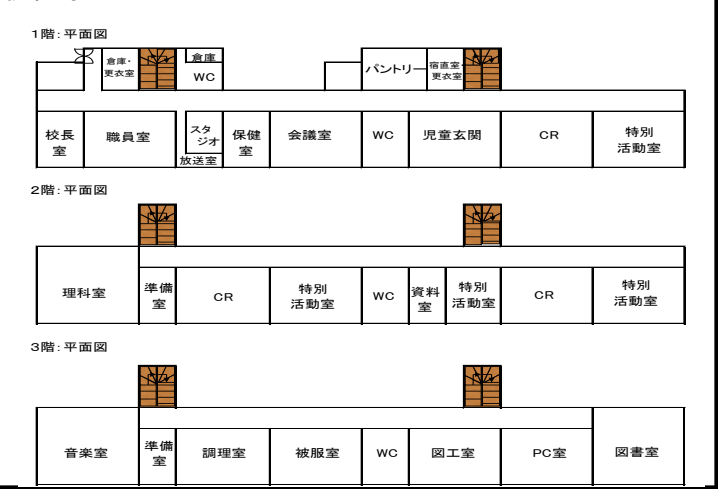 1階:平面図
倉庫・
更衣室
倉庫
WC
パントリー
宿直室・
更衣室
校長
室
職員室
スタ
ジオ
放送室
保健
室
会議室
WC
児童玄関
CR
特別
活動室
2階:平面図
理科室
準備
室
CR
特別
活動室
WC
資料
室
特別
活動室
CR
特別
活動室
3階:平面図
音楽室
準備
室
調理室
被服室
WC
図工室
PC室
図書室